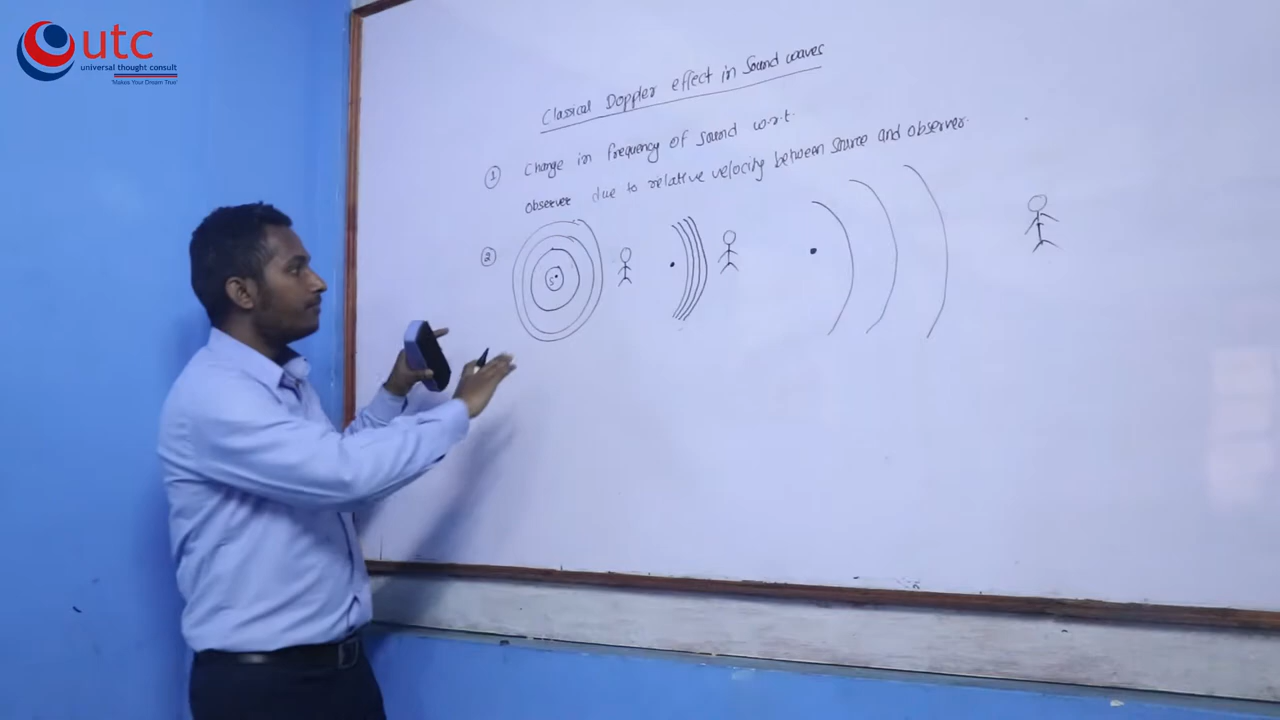 utc
universal thought consult
'Makes Your Dream True'
Classical Doppler effect in Sound waves
① Change in frequency of sound w.r.t.
observer due to relative velocity between source and observer.
②
S